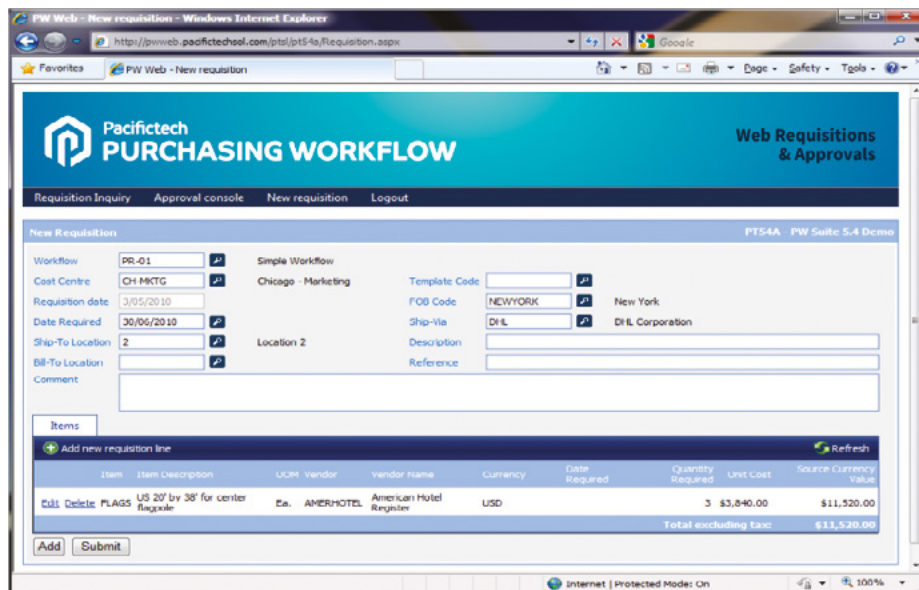 PW Web - New requisition - Windows Internet Explorer
http://pwweb.pacifictechsol.com/ptsl/pt54a/Requisition.aspx
Google
Favorites PW Web - New requisition Page Safety Tools
Pacifictech
PURCHASING WORKFLOW
Web Requisitions
& Approvals
Requisition Inquiry Approval console New requisition Logout
New Requisition PT54A - PW Suite 5.4 Demo
Workflow PR-01 Simple Workflow
Cost Centre CH-MKTG Chicago - Marketing Template Code
Requisition date 3/05/2010 FOB Code NEWYORK New York
Date Required 30/06/2010 Ship-Via DHL DHL Corporation
Ship-To Location 2 Location 2 Description
Bill-To Location Reference
Comment
Items
Add new requisition line Refresh
Item Item Description UOM Vendor Vendor Name Currency Date Required Quantity Required Unit Cost Source Currency Value
Edit Delete FLAGS US 20' by 38' for center flagpole Ea. AMERHOTEL American Hotel Register USD 3 $3,840.00 $11,520.00
Total excluding tax: $11,520.00
Add Submit
Internet | Protected Mode: On 100%